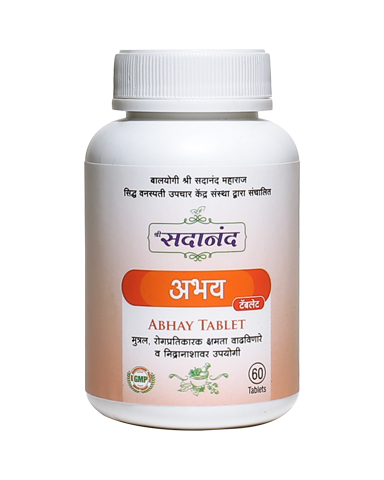 बालयोगी श्री सदानंद महाराज
सिद्ध वनस्पती उपचार केंद्र संस्था द्वारा संचालित
श्री सदानंद
अभय
टॅबलेट
ABHAY TABLET
मुत्रल, रोगप्रतिकारक क्षमता वाढविणारे
व निद्रानाशावर उपयोगी
GMP
60
Tablets